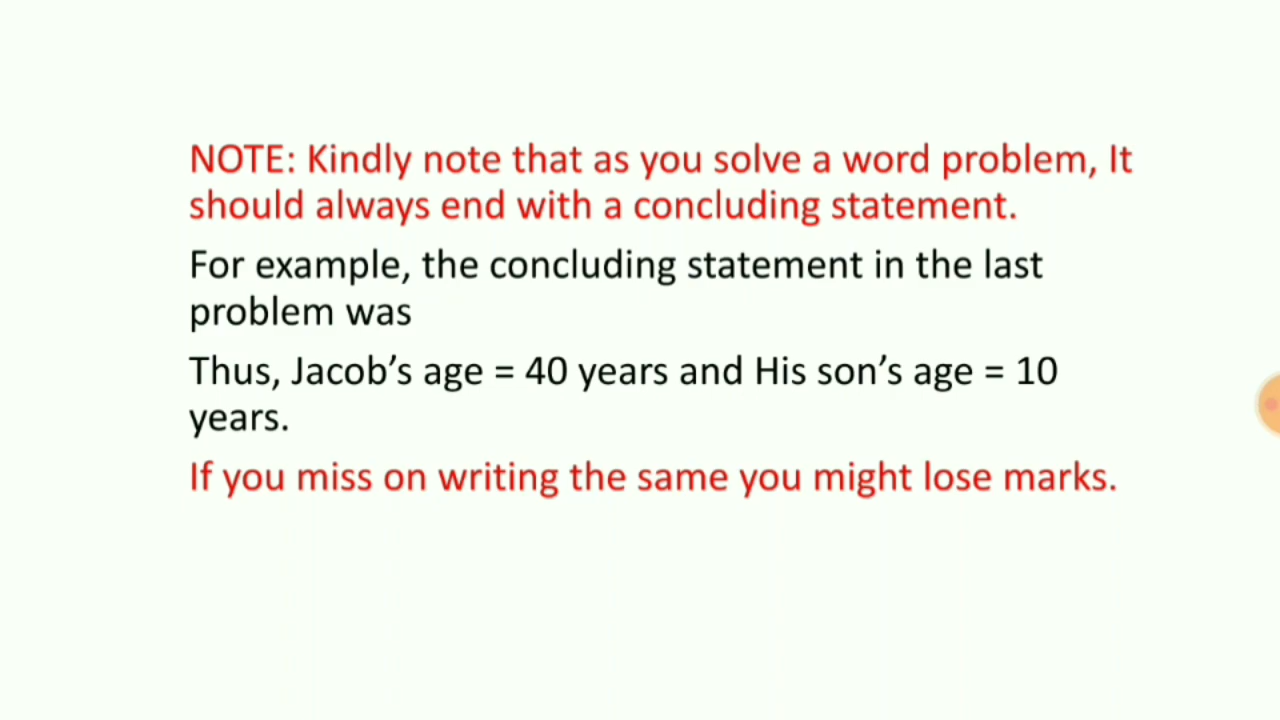 NOTE: Kindly note that as you solve a word problem, It
should always end with a concluding statement.
For example, the concluding statement in the last
problem was
Thus, Jacob’s age = 40 years and His son’s age = 10
years.
If you miss on writing the same you might lose marks.